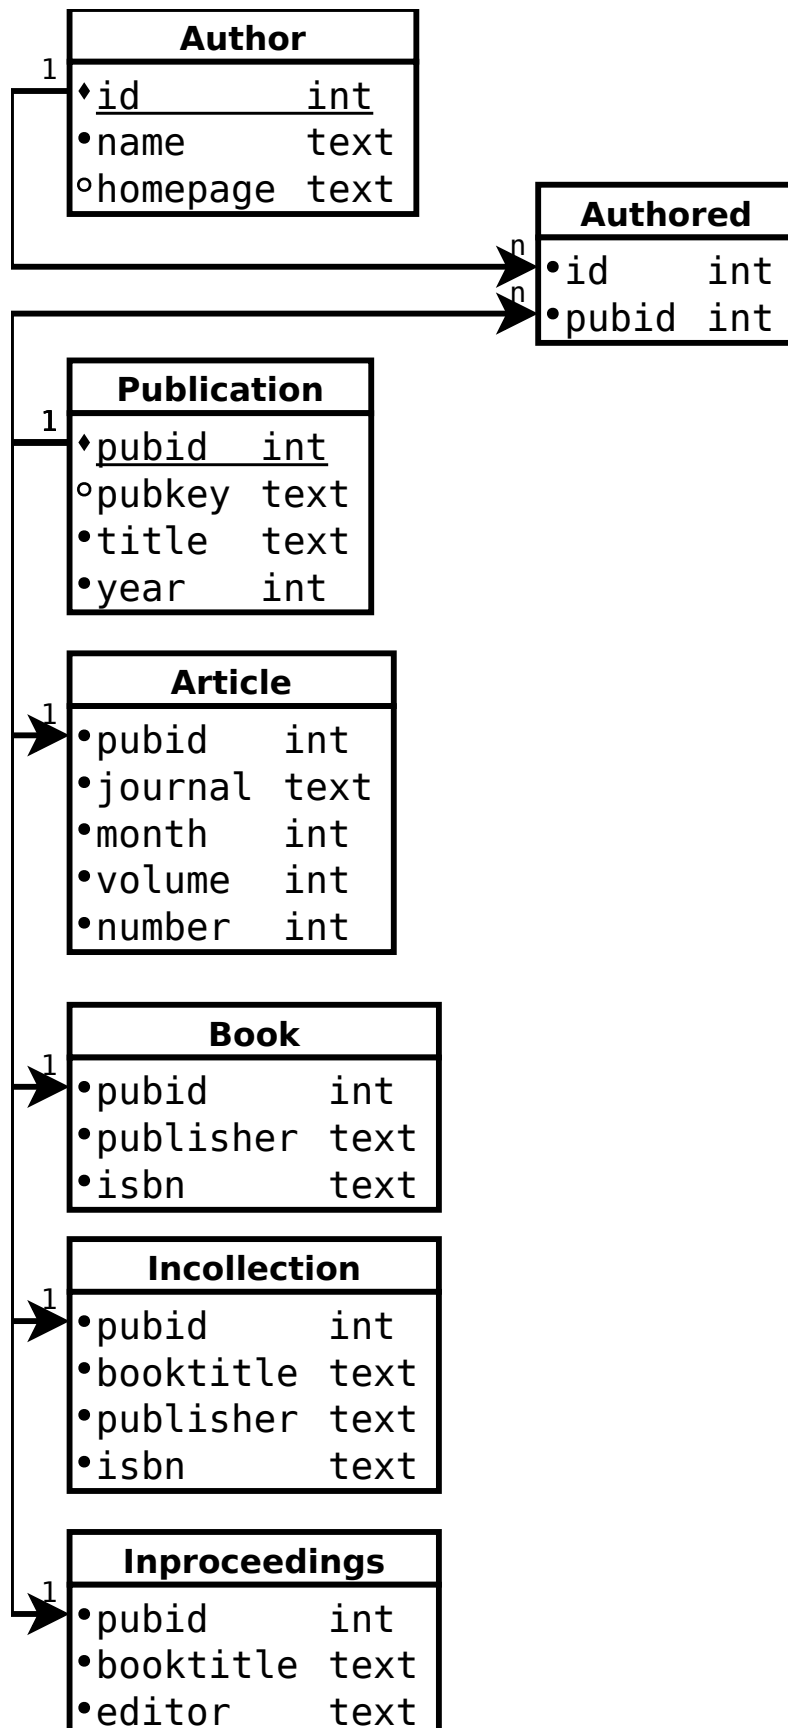 Author
1
id int
name text
homepage text
Authored
n
id int
n
pubid int
Publication
1
pubid int
pubkey text
title text
year int
Article
1
pubid int
journal text
month int
volume int
number int
Book
1
pubid int
publisher text
isbn text
Incollection
1
pubid int
booktitle text
publisher text
isbn text
Inproceedings
1
pubid int
booktitle text
editor text